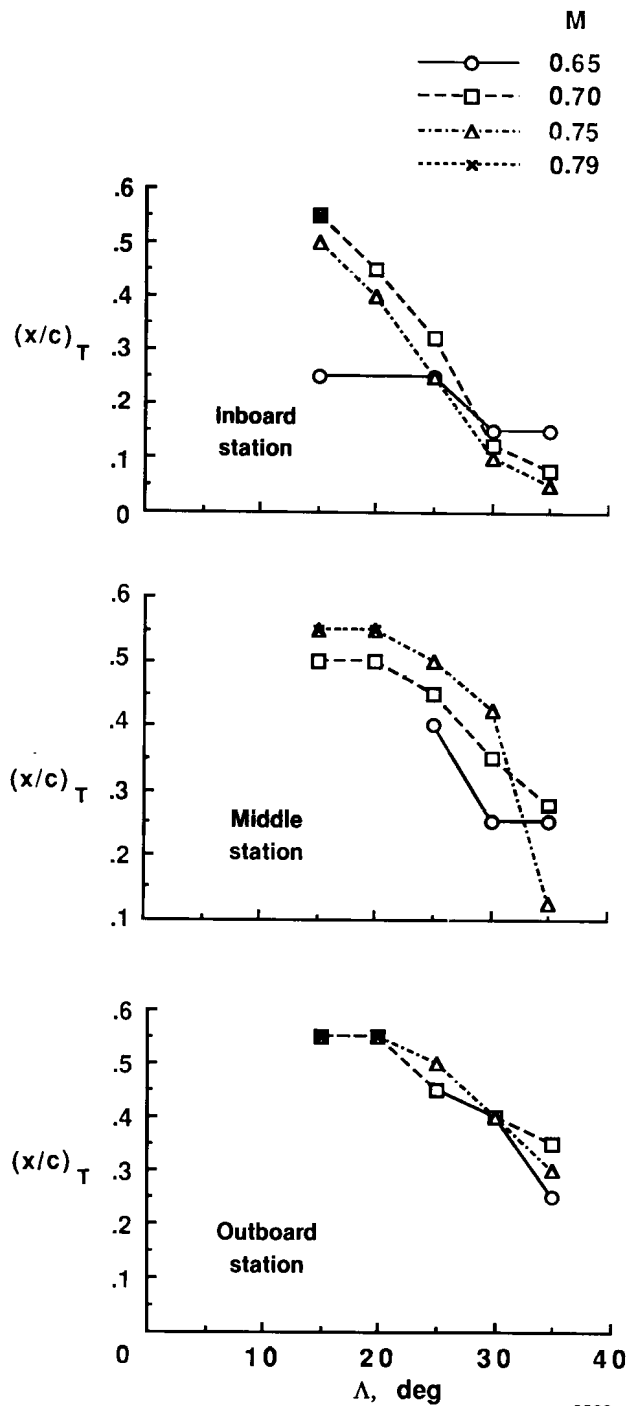 M
0.65
0.70
0.75
0.79
.6
.5
.4
(x/c)T
.3
.2
Inboard
station
.1
0
.6
.5
.4
(x/c)T
.3
.2
Middle
station
.1
.6
.5
.4
(x/c)T
.3
.2
Outboard
station
.1
0 10 20 30 40
Λ, deg